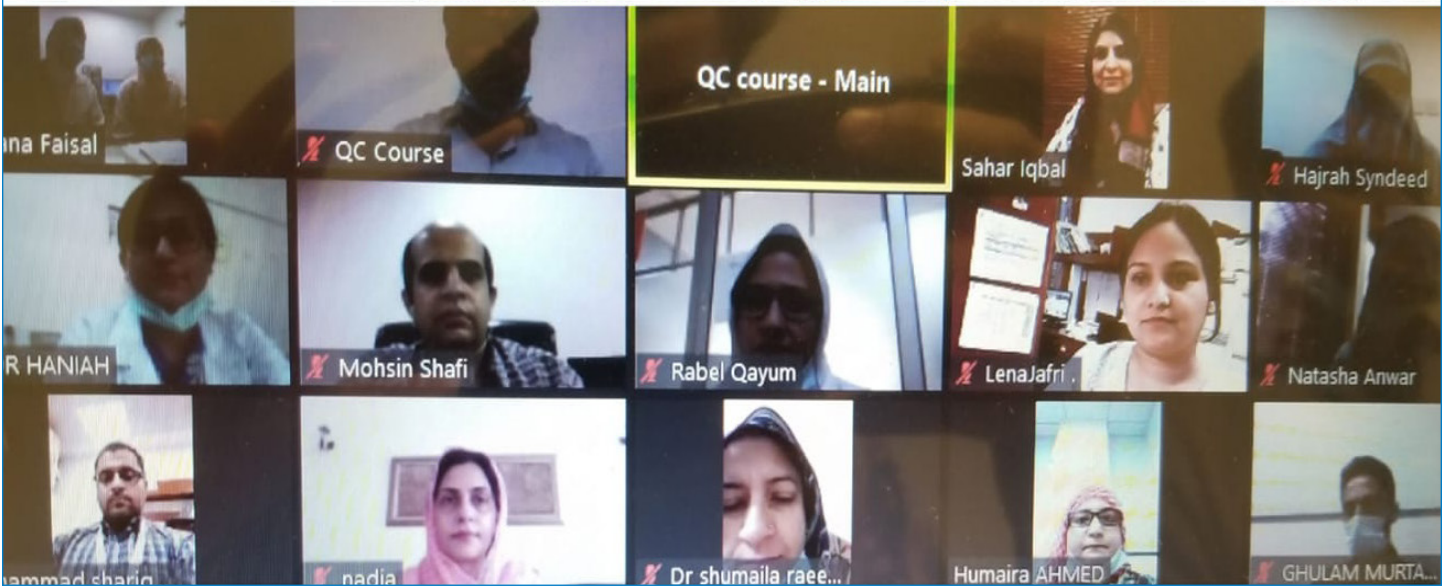 ana Faisal
QC Course
QC course - Main
Sahar Iqbal
Hajrah Syndeed
R HANIAH
Mohsin Shafi
Rabel Qayum
LenaJafri .
Natasha Anwar
ammad shariq
nadia
Dr shumaila raee...
Humaira AHMED
GHULAM MURTA...